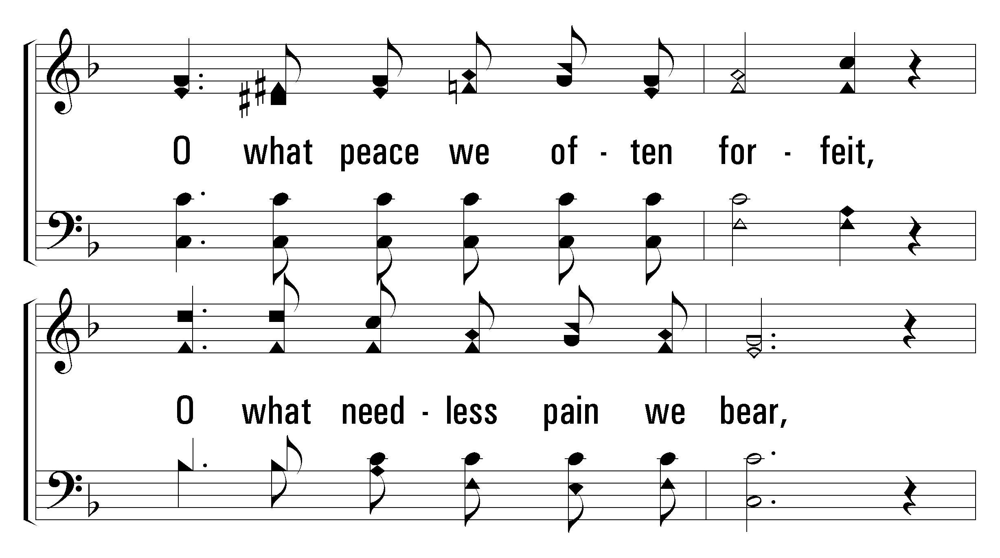 O what peace we of - ten for - feit,
O what need - less pain we bear,